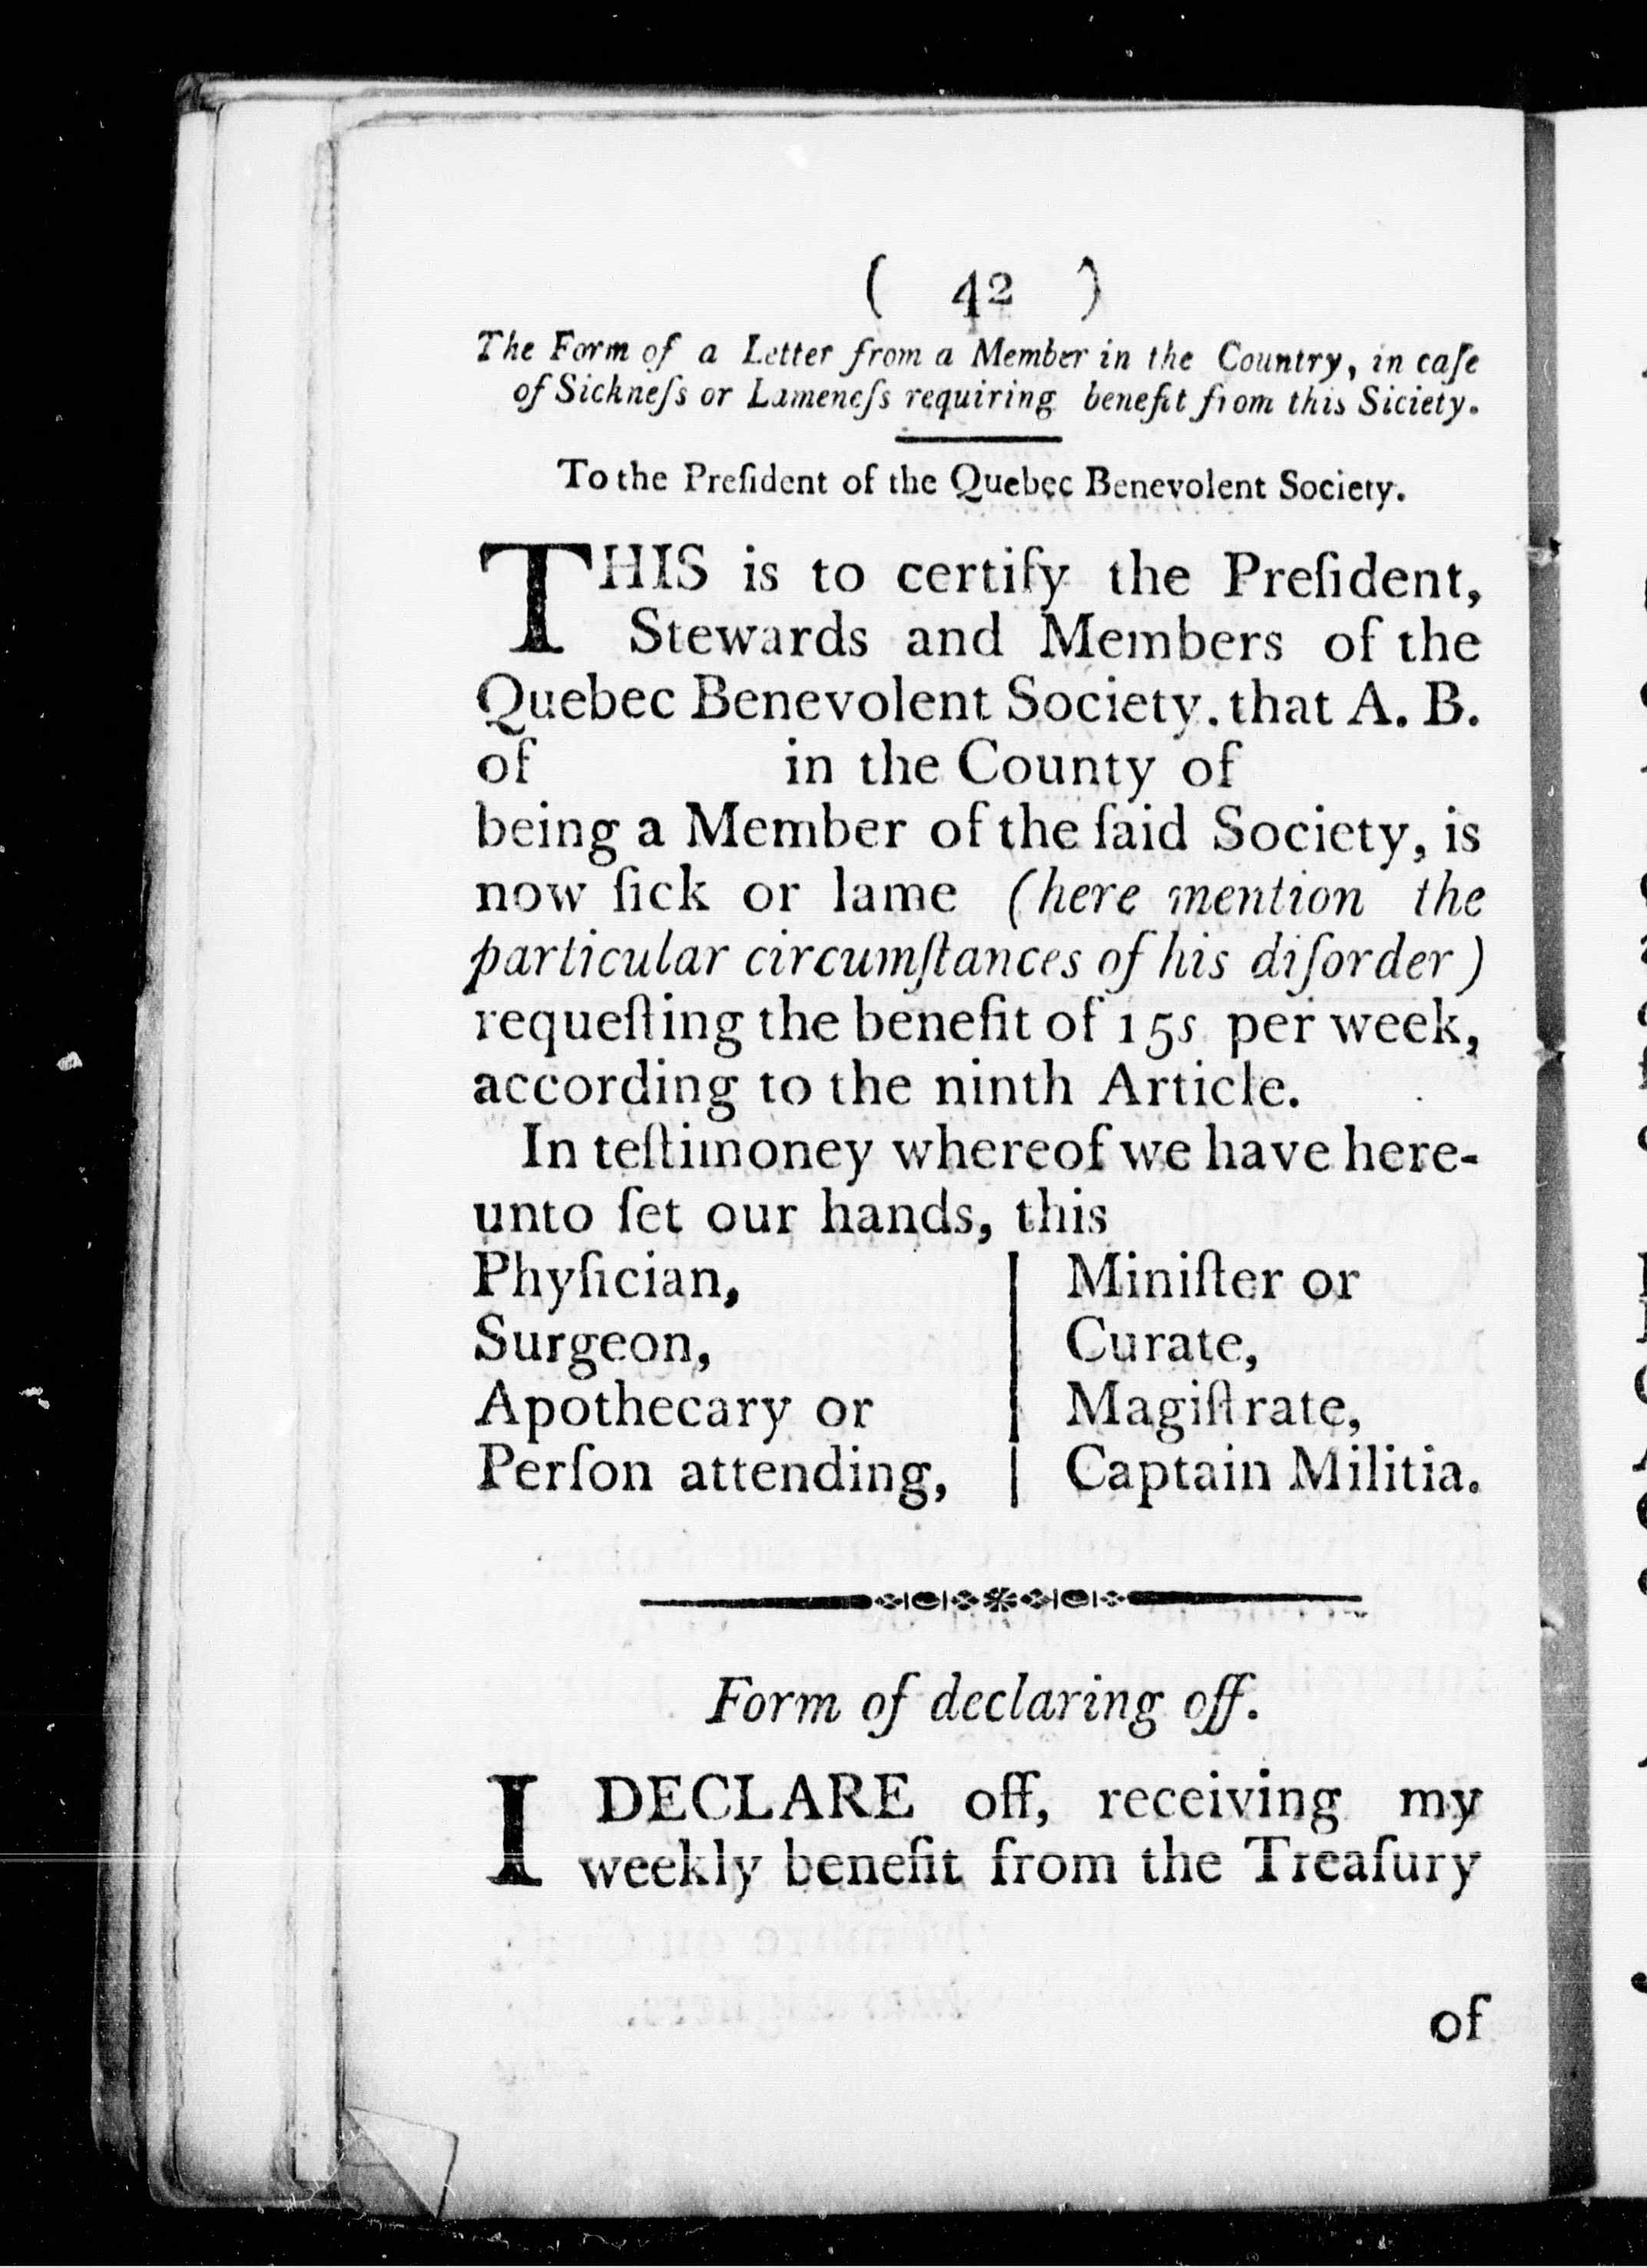 ( 42 )
The Form of a Letter from a Member in the Country, in caſe
of Sickneſs or Lameneſs requiring benefit from this Siciety.
To the Preſident of the Quebec Benevolent Society.
THIS is to certify the Preſident,
Stewards and Members of the
Quebec Benevolent Society. that A. B.
of in the County of
being a Member of the ſaid Society, is
now ſick or lame (here mention the
particular circumſtances of his diſorder)
requeſting the benefit of 15s per week,
according to the ninth Article.
In teſtimoney whereof we have here-
unto ſet our hands, this
Phyſician, | Miniſter or
Surgeon, | Curate,
Apothecary or | Magiſtrate,
Perſon attending, | Captain Militia.
Form of declaring off.
I DECLARE off, receiving my
weekly benefit from the Treaſury
of